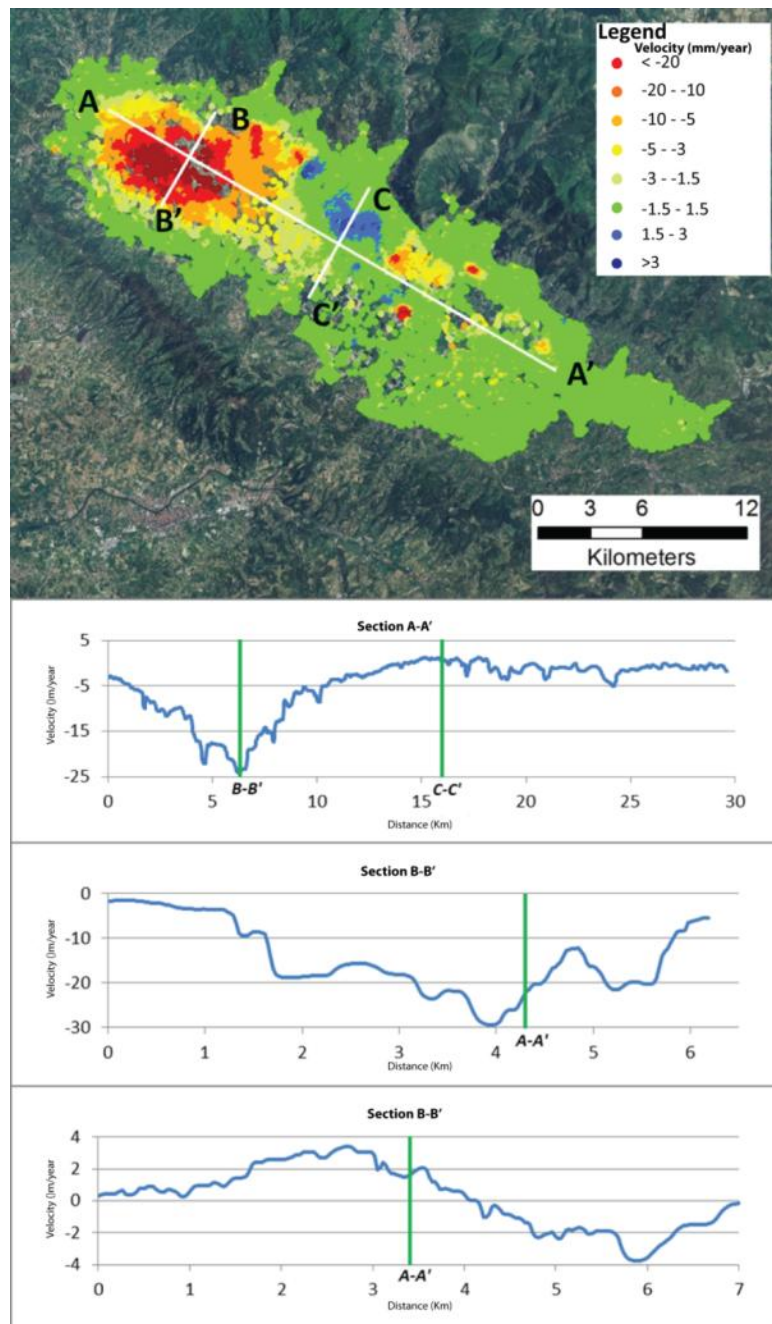 Legend
Velocity (mm/year)
< -20
-20 - -10
-10 - -5
-5 - -3
-3 - -1.5
-1.5 - 1.5
1.5 - 3
>3
A
B
B'
C
C'
A'
0 3 6 12
Kilometers
Section A-A'
Velocity (lm/year
5
-5
-15
-25
0 5 10 15 20 25 30
B-B' C-C'
Distance (Km)
Section B-B'
Velocity (lm/year
0
-10
-20
-30
0 1 2 3 4 5 6
A-A'
Distance (Km)
Section B-B'
Velocity (lm/year
4
2
0
-2
-4
0 1 2 3 4 5 6 7
A-A'
Distance (Km)